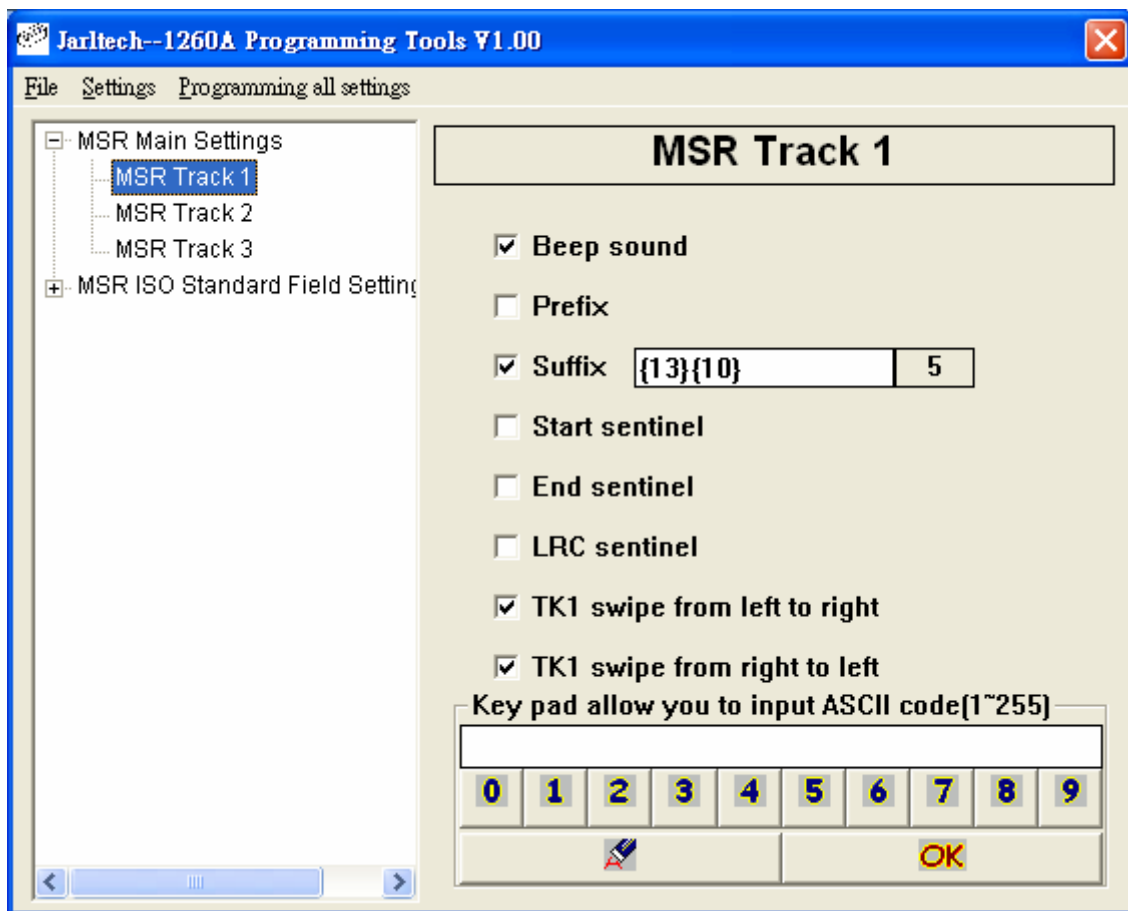 Jarltech--1260A Programming Tools V1.00
File Settings Programming all settings
MSR Main Settings
MSR Track 1
MSR Track 2
MSR Track 3
MSR ISO Standard Field Setting
MSR Track 1
Beep sound
Prefix
Suffix {13}{10} 5
Start sentinel
End sentinel
LRC sentinel
TK1 swipe from left to right
TK1 swipe from right to left
Key pad allow you to input ASCII code(1~255)
0 1 2 3 4 5 6 7 8 9
OK